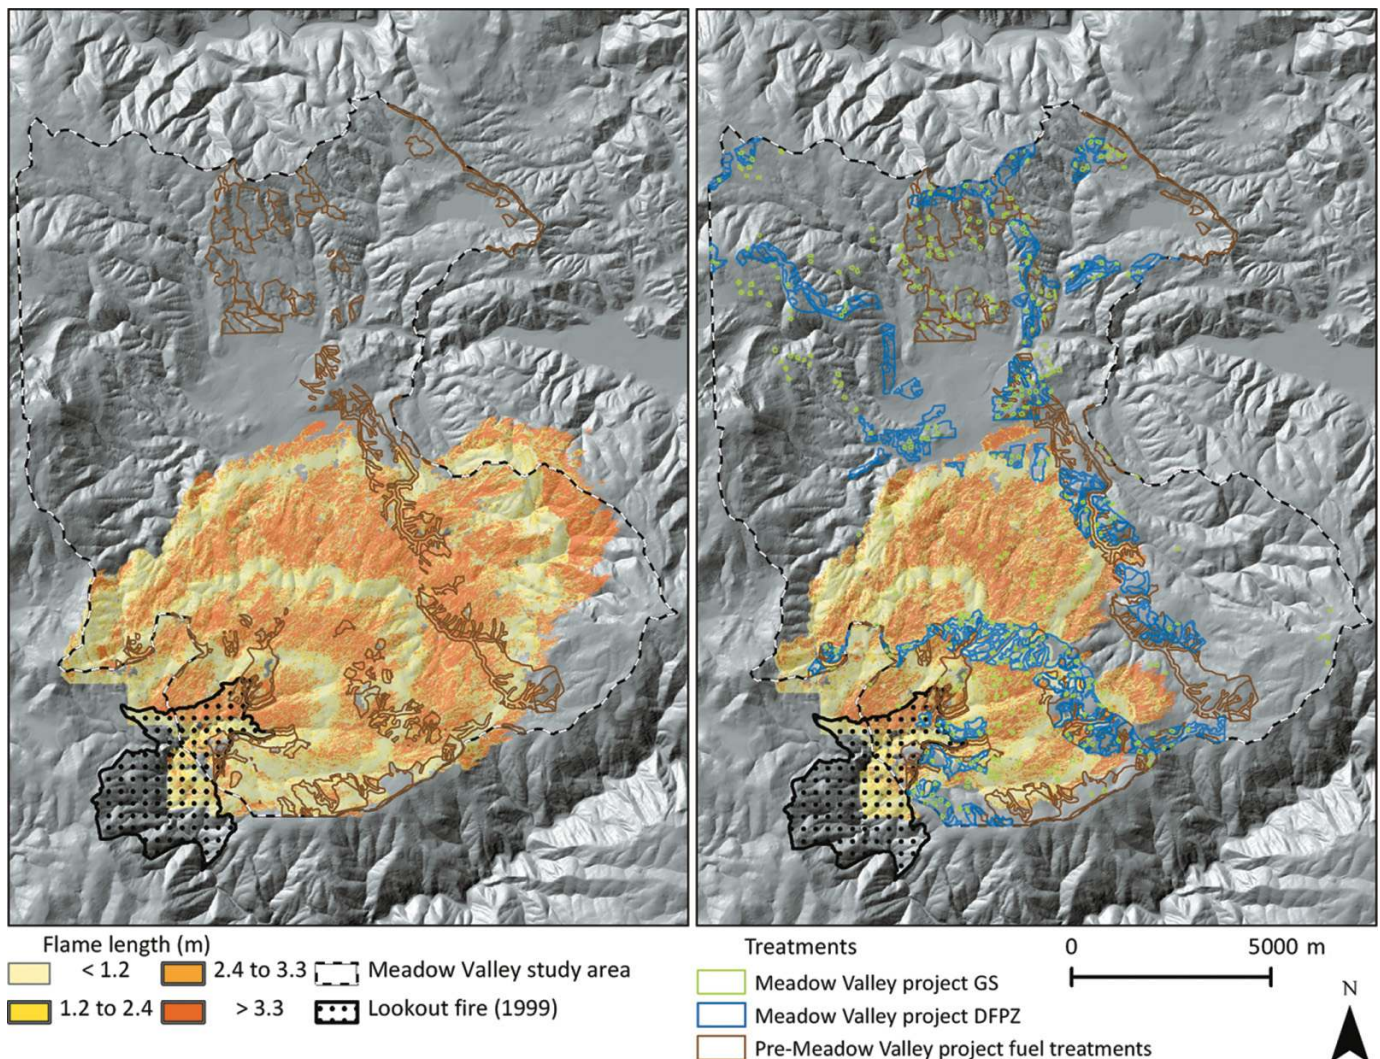 Flame length (m)
< 1.2
2.4 to 3.3
Meadow Valley study area
1.2 to 2.4
> 3.3
Lookout fire (1999)
Treatments
Meadow Valley project GS
Meadow Valley project DFPZ
Pre-Meadow Valley project fuel treatments
0 5000 m
N